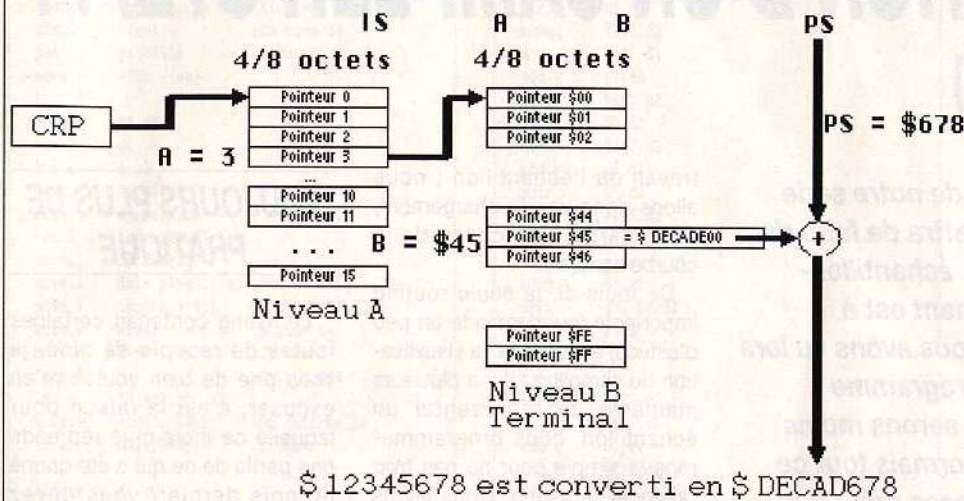 IS A B PS
4/8 octets 4/8 octets
CRP
Pointeur 0
Pointeur 1
Pointeur 2
A = 3 Pointeur 3
...
Pointeur 10
Pointeur 11
. . .
Pointeur 15
Niveau A
Pointeur $00
Pointeur $01
Pointeur $02
Pointeur $44
B = $45 Pointeur $45 = $ DECADE00 +
Pointeur $46
Pointeur $FE
Pointeur $FF
Niveau B
Terminal
PS = $678
$ 12345678 est converti en $ DECAD678